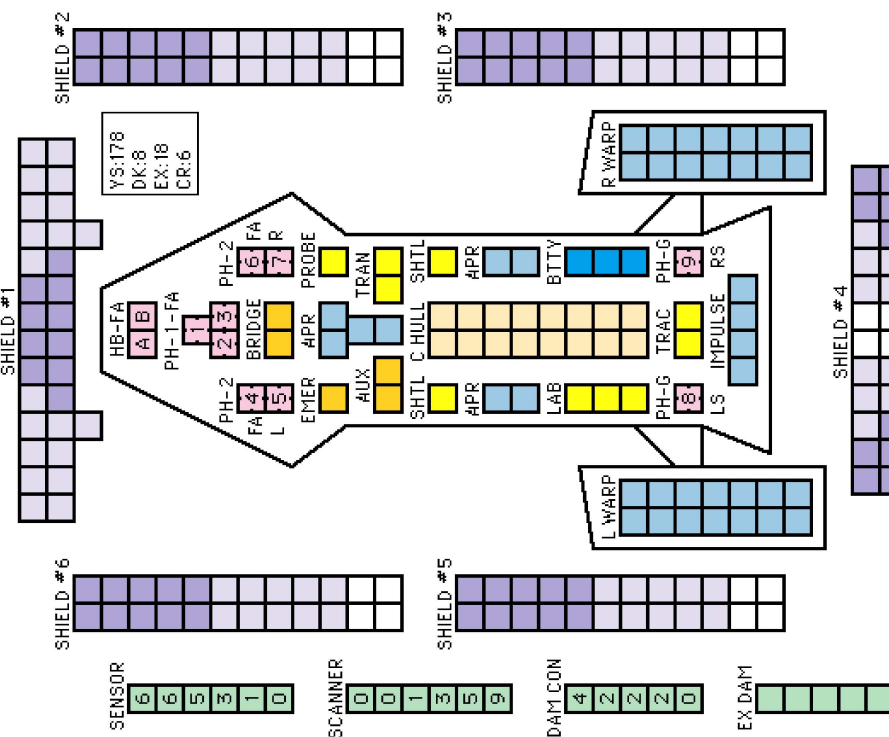 SHIELD #1
SHIELD #2
SHIELD #3
SHIELD #4
SHIELD #5
SHIELD #6
YS:178
DK:8
EX:18
CR:6
HB-FA
A B
PH-1-FA
1
2 3
PH-2
4 FA
5 L
PH-2
6 FA
7 R
BRIDGE
EMER
PROBE
AUX
APR
TRAN
SHTL
C HULL
SHTL
APR
APR
LAB
BTTY
PH-G
8
LS
TRAC
PH-G
9
RS
IMPULSE
L WARP
R WARP
SENSOR
6
6
5
3
1
0
SCANNER
0
0
1
3
5
9
DAM CON
4
2
2
2
0
EX DAM